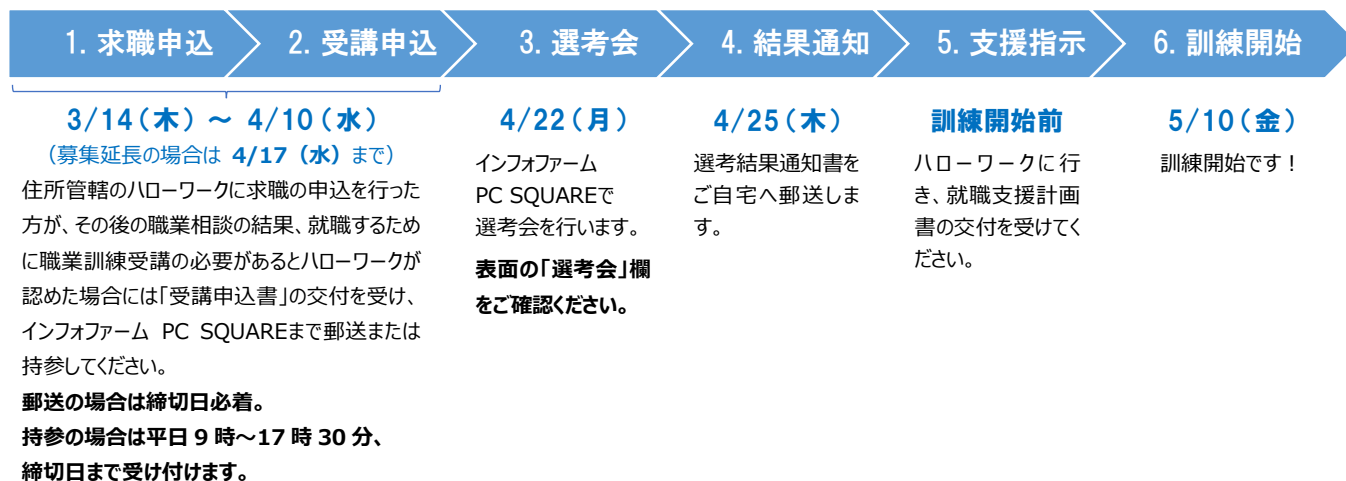 1. 求職申込
2. 受講申込
3. 選考会
4. 結果通知
5. 支援指示
6. 訓練開始
3/14(木) ～ 4/10(水)
（募集延長の場合は 4/17（水）まで）
住所管轄のハローワークに求職の申込を行った
方が、その後の職業相談の結果、就職するため
に職業訓練受講の必要があるとハローワークが
認めた場合には「受講申込書」の交付を受け、
インフォファーム PC SQUAREまで郵送または
持参してください。
郵送の場合は締切日必着。
持参の場合は平日 9 時～17 時 30 分、
締切日まで受け付けます。
4/22(月)
インフォファーム
PC SQUAREで
選考会を行います。
表面の「選考会」欄
をご確認ください。
4/25(木)
選考結果通知書を
ご自宅へ郵送しま
す。
訓練開始前
ハローワークに行
き、就職支援計画
書の交付を受けてく
ださい。
5/10(金)
訓練開始です！